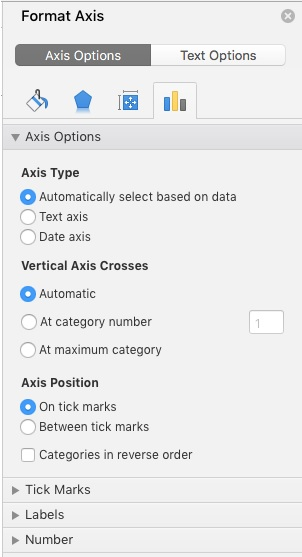 Format Axis
Axis Options
Text Options
Axis Options
Axis Type
Automatically select based on data
Text axis
Date axis
Vertical Axis Crosses
Automatic
At category number 1
At maximum category
Axis Position
On tick marks
Between tick marks
Categories in reverse order
Tick Marks
Labels
Number